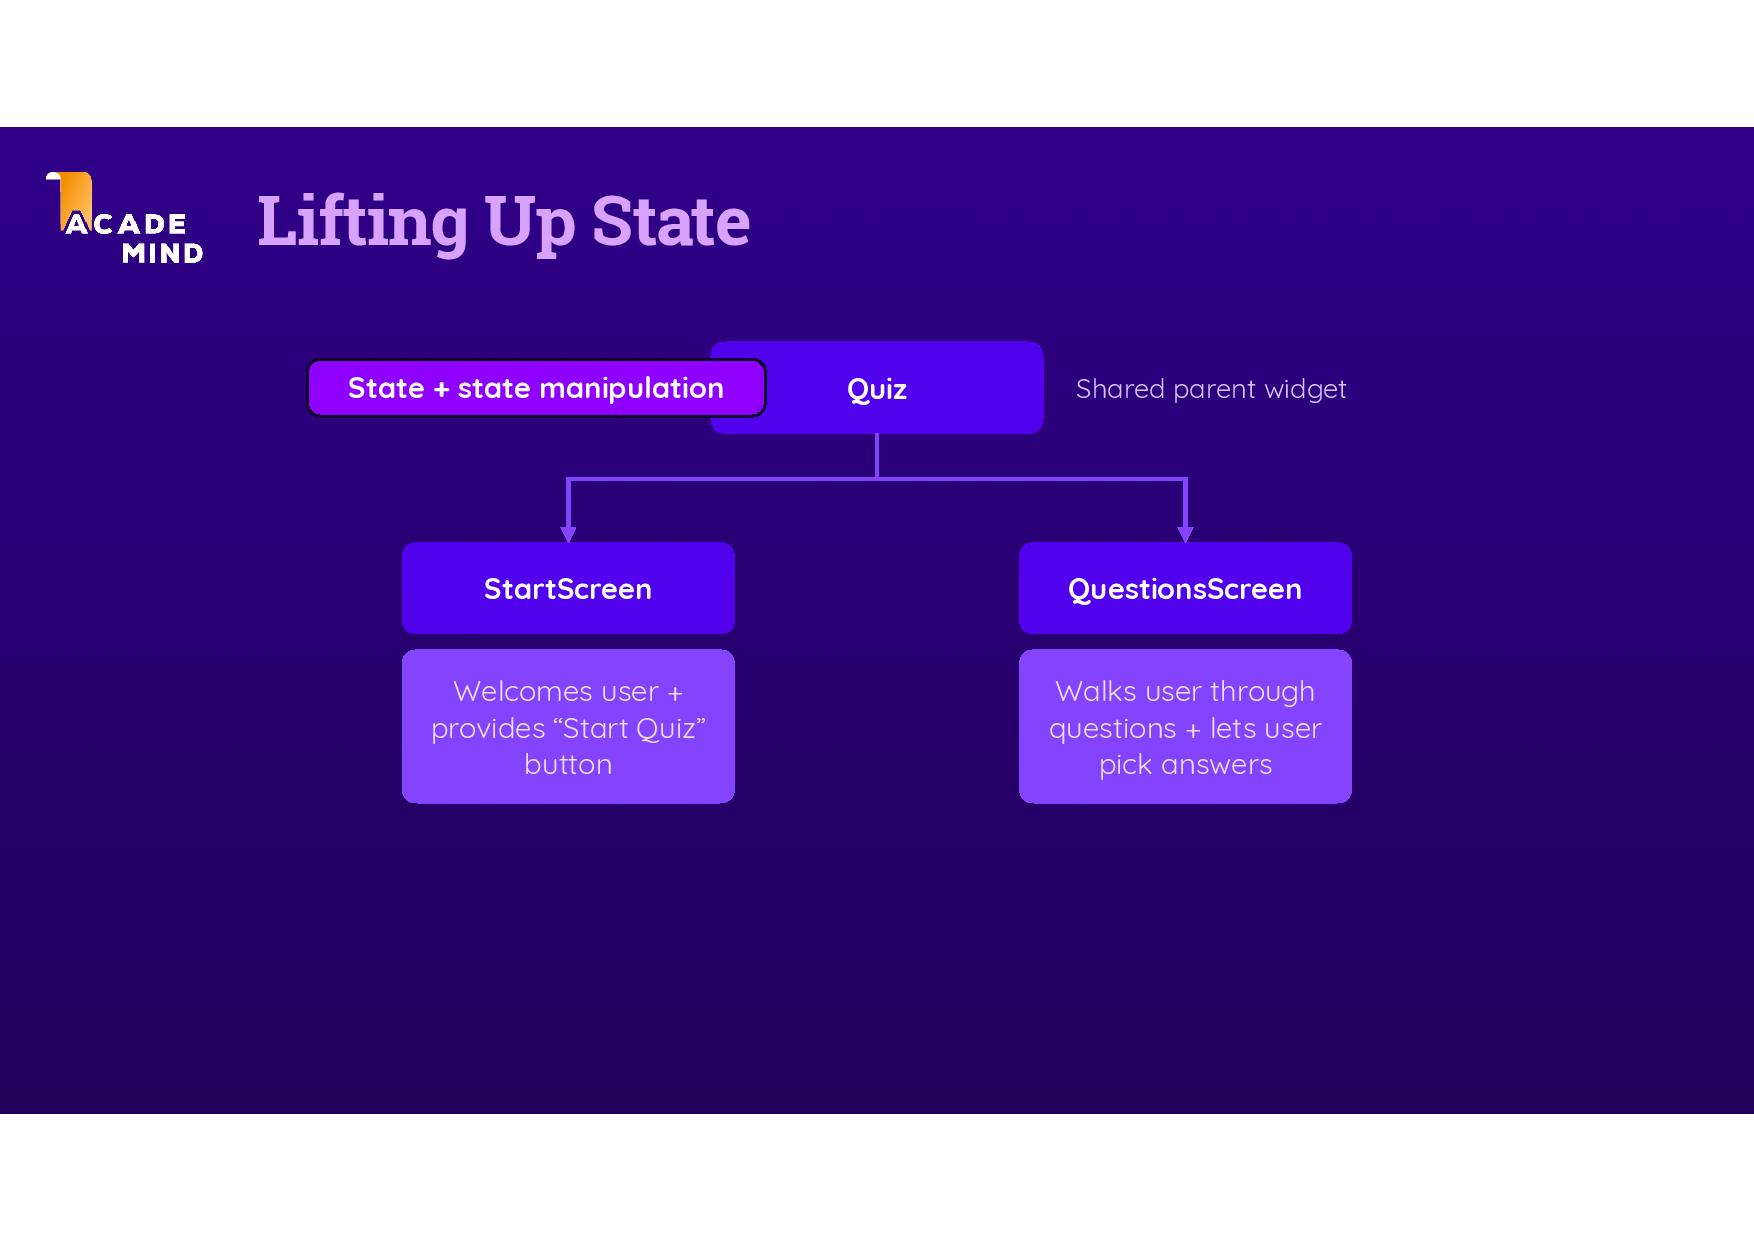 ACADE
MIND
Lifting Up State
State + state manipulation
Quiz
Shared parent widget
StartScreen
QuestionsScreen
Welcomes user +
provides “Start Quiz”
button
Walks user through
questions + lets user
pick answers